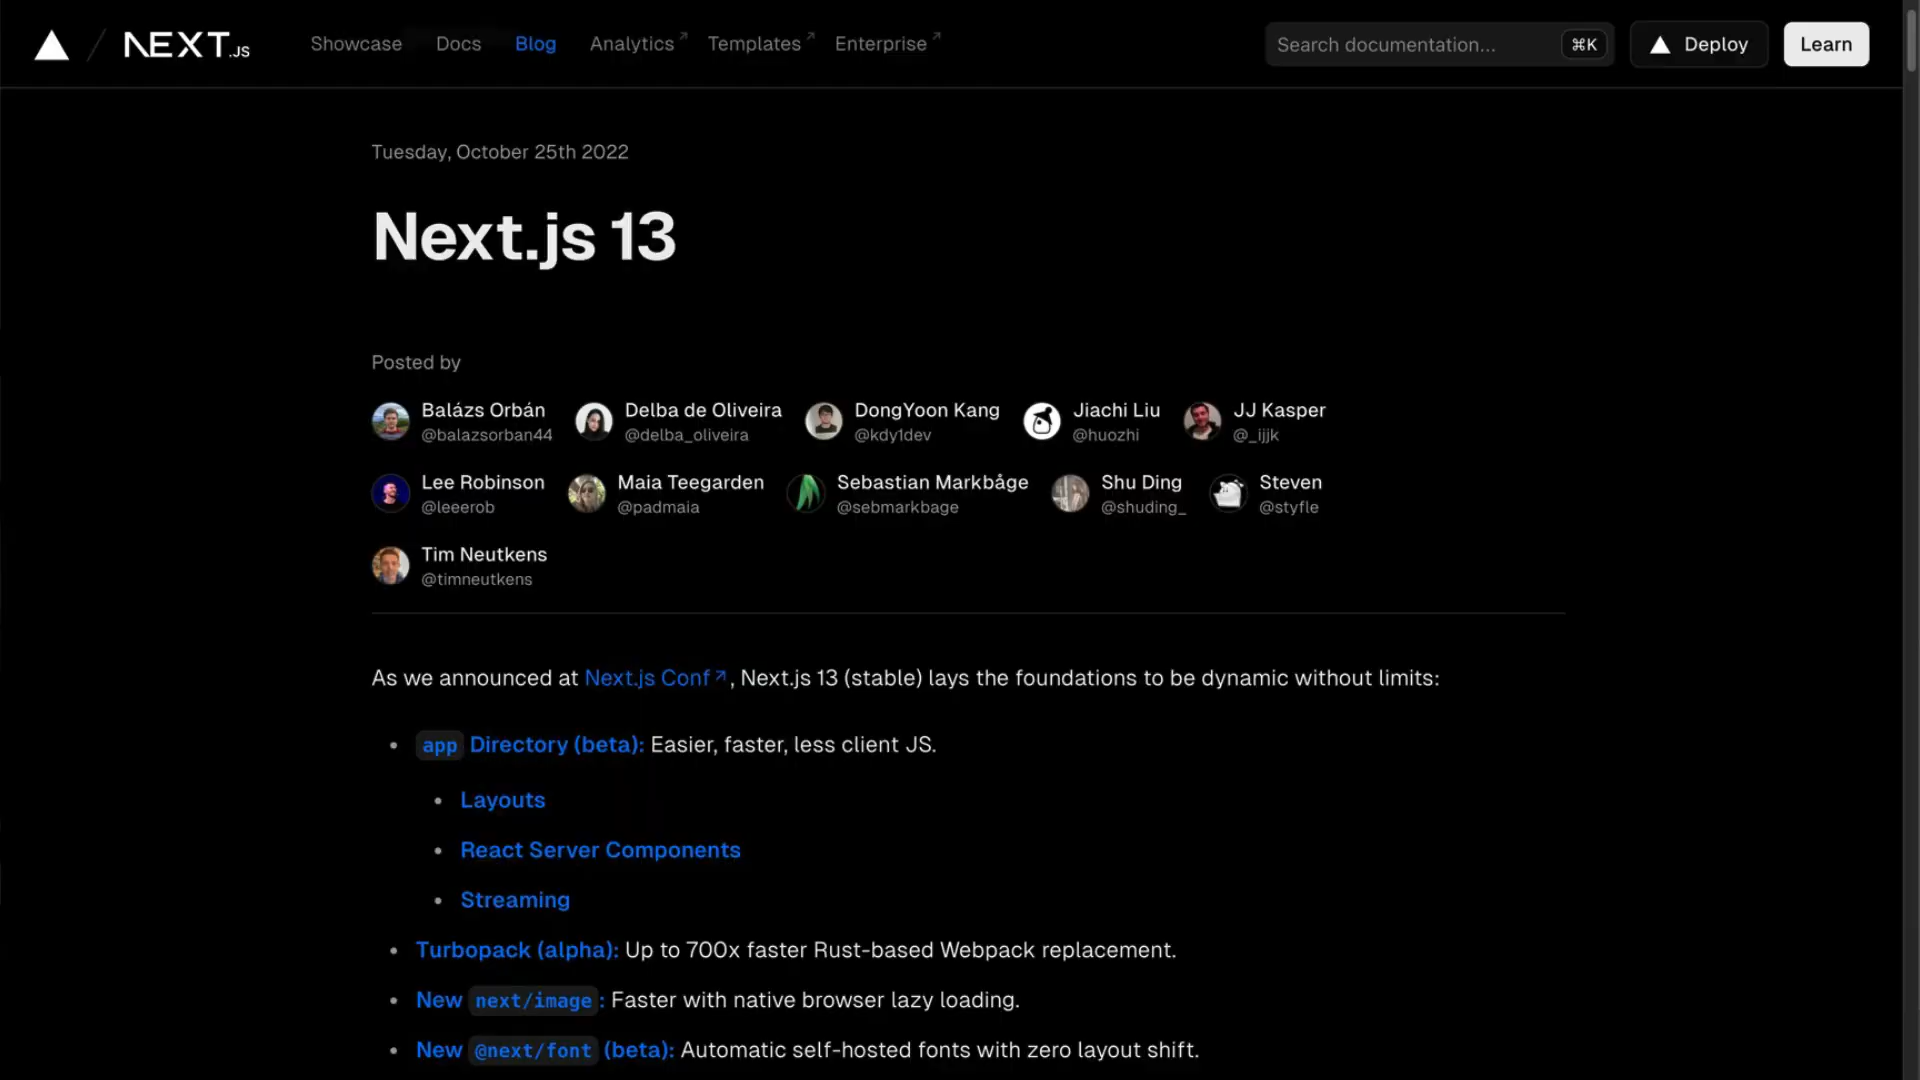 NEXT.JS Showcase Docs Blog Analytics↗ Templates↗ Enterprise↗ Search documentation... ⌘K Deploy Learn
Tuesday, October 25th 2022
Next.js 13
Posted by
Balázs Orbán Delba de Oliveira DongYoon Kang Jiachi Liu JJ Kasper
@balazsorban44 @delba_oliveira @kdy1dev @huozhi @_ijjk
Lee Robinson Maia Teegarden Sebastian Markbåge Shu Ding Steven
@leeerob @padmaia @sebmarkbage @shuding_ @styfle
Tim Neutkens
@timneutkens
As we announced at Next.js Conf↗, Next.js 13 (stable) lays the foundations to be dynamic without limits:
• app Directory (beta): Easier, faster, less client JS.
• Layouts
• React Server Components
• Streaming
• Turbopack (alpha): Up to 700x faster Rust-based Webpack replacement.
• New next/image: Faster with native browser lazy loading.
• New @next/font (beta): Automatic self-hosted fonts with zero layout shift.